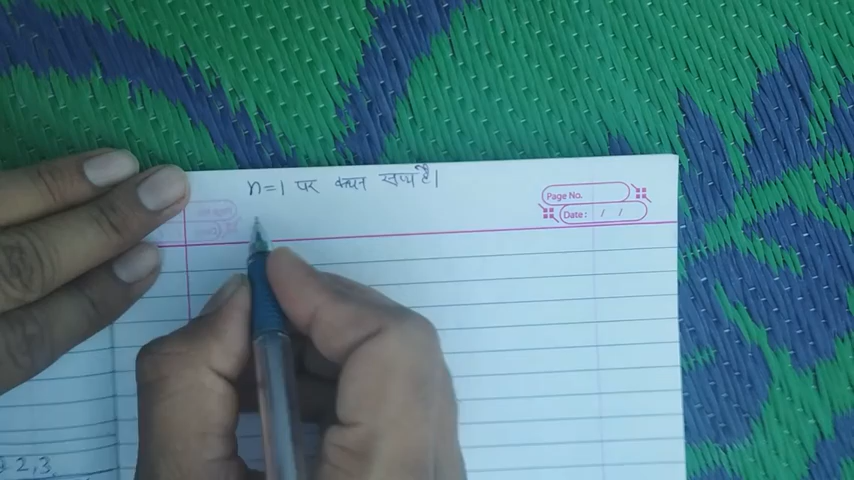 n=1 पर कथन सत्य है।
Page No.
Date: / /
2,3